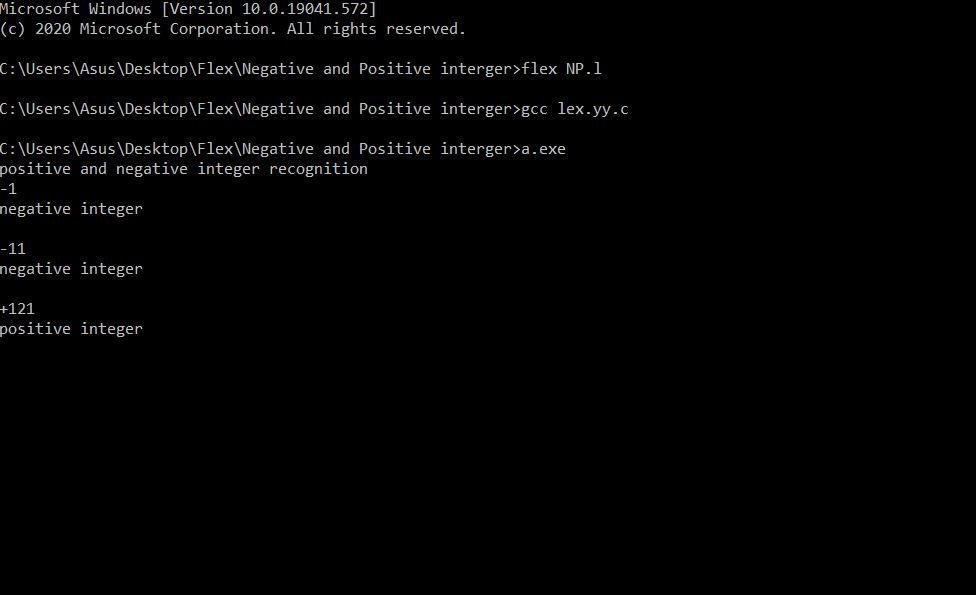 Microsoft Windows [Version 10.0.19041.572]
(c) 2020 Microsoft Corporation. All rights reserved.
C:\Users\Asus\Desktop\Flex\Negative and Positive interger>flex NP.l
C:\Users\Asus\Desktop\Flex\Negative and Positive interger>gcc lex.yy.c
C:\Users\Asus\Desktop\Flex\Negative and Positive interger>a.exe
positive and negative integer recognition
-1
negative integer
-11
negative integer
+121
positive integer